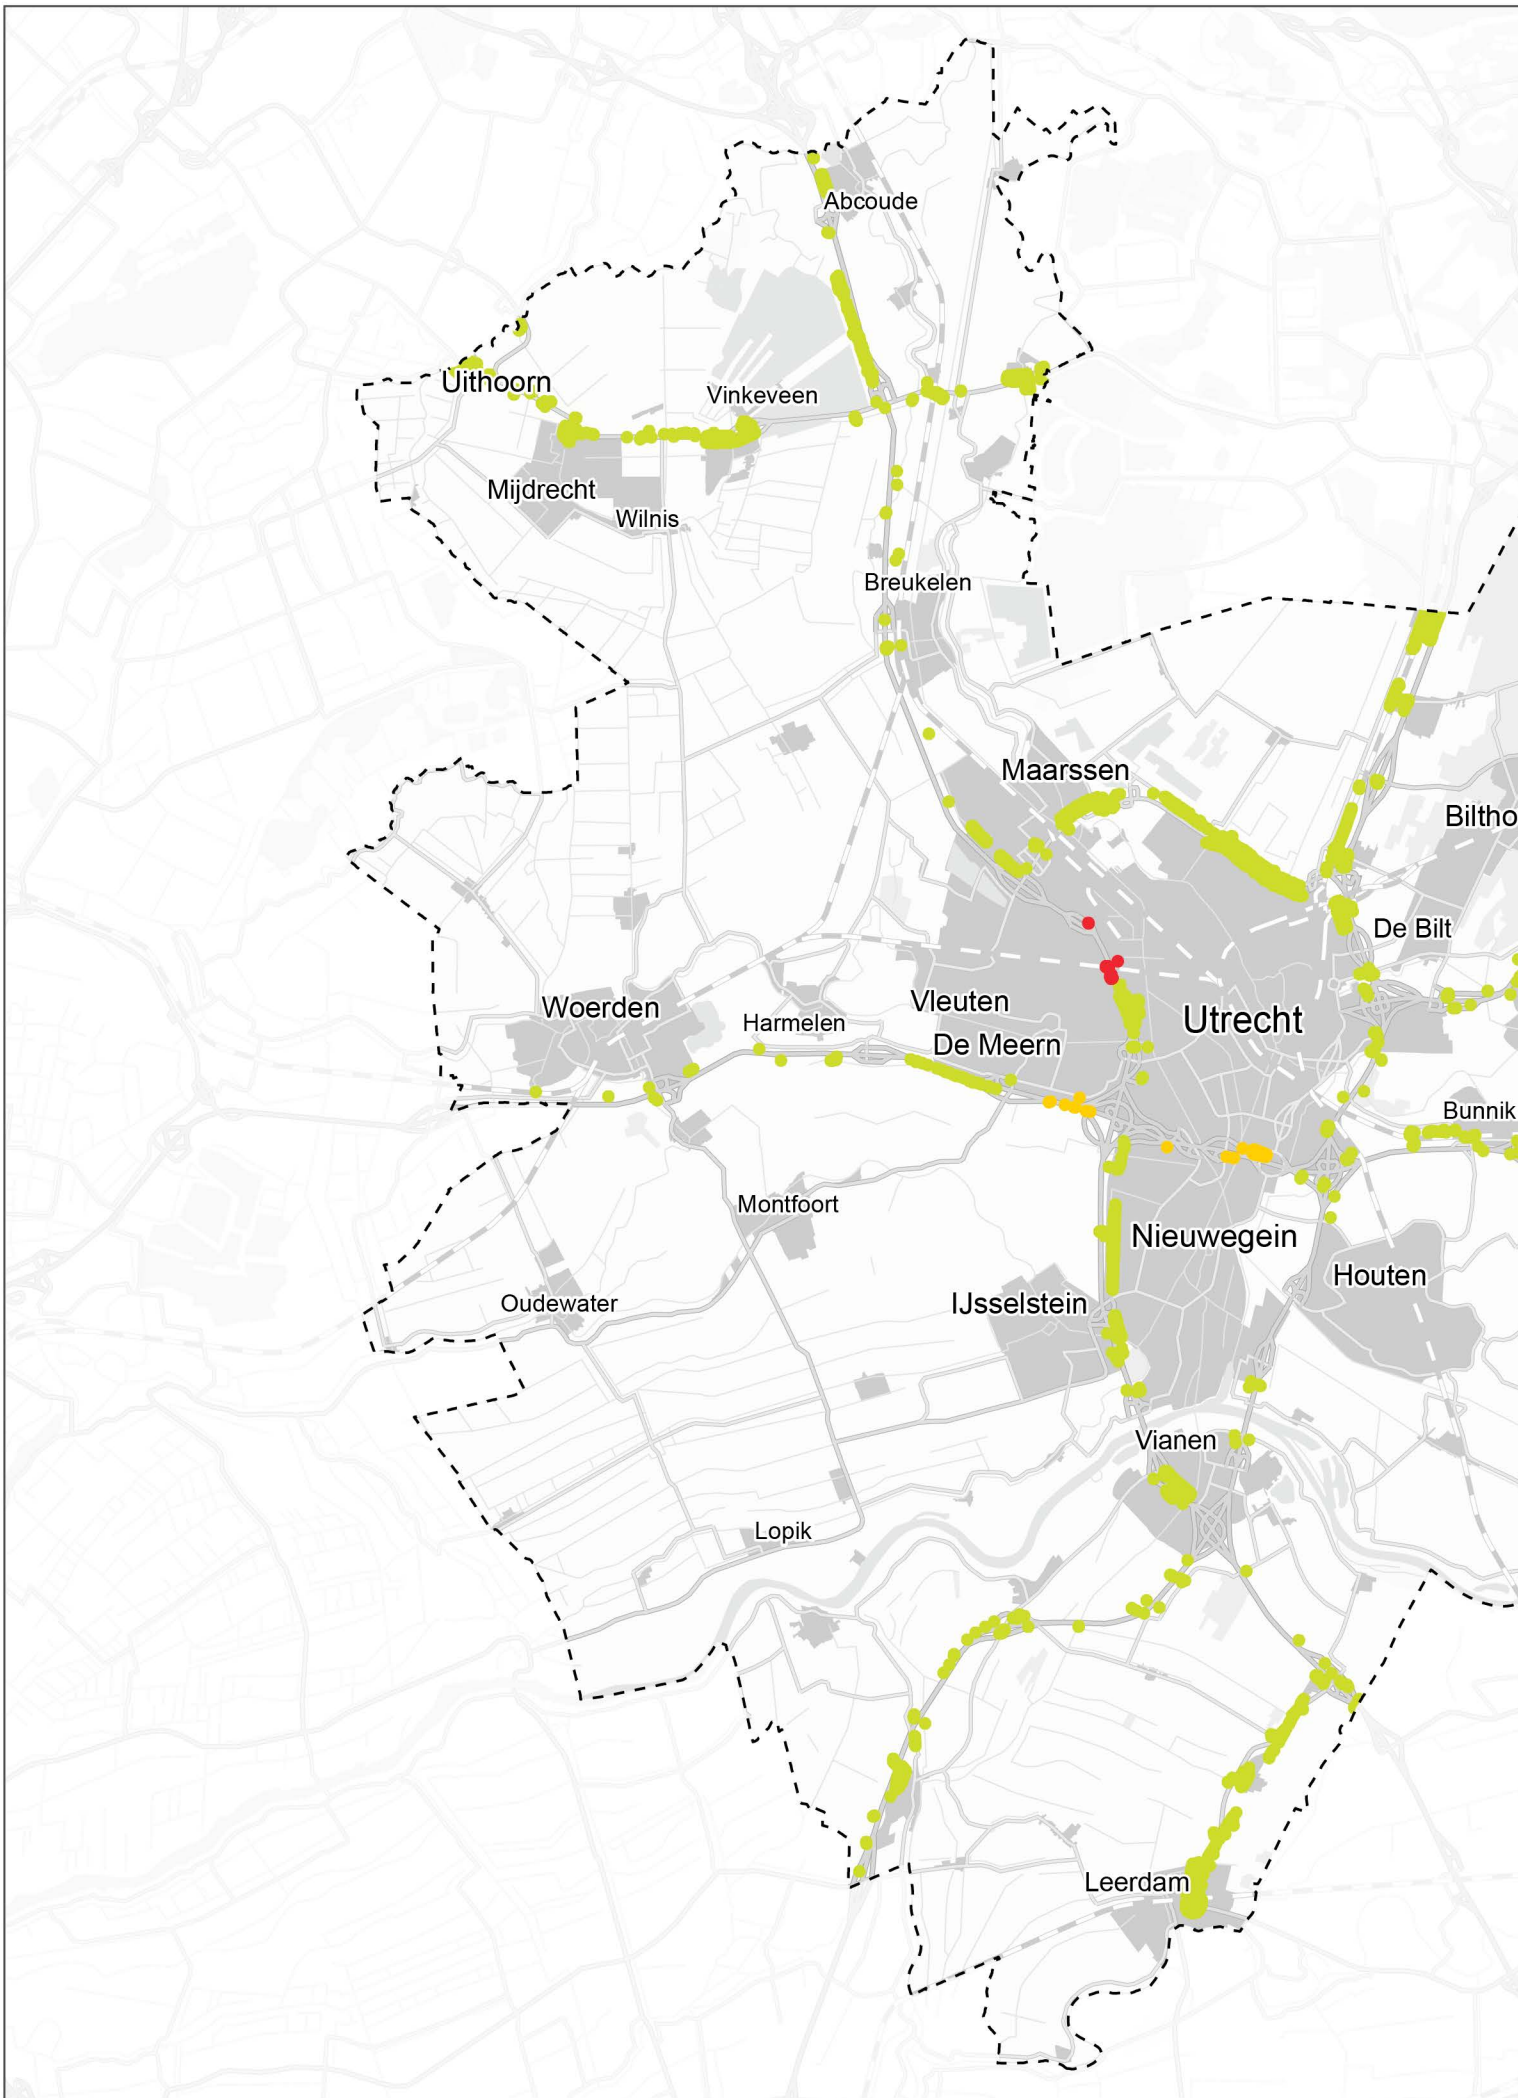 Abcoude
Uithoorn
Vinkeveen
Mijdrecht
Wilnis
Breukelen
Maarssen
Biltho
De Bilt
Woerden
Vleuten
Harmelen
Utrecht
De Meern
Bunnik
Montfoort
Nieuwegein
Houten
Oudewater
IJsselstein
Vianen
Lopik
Leerdam